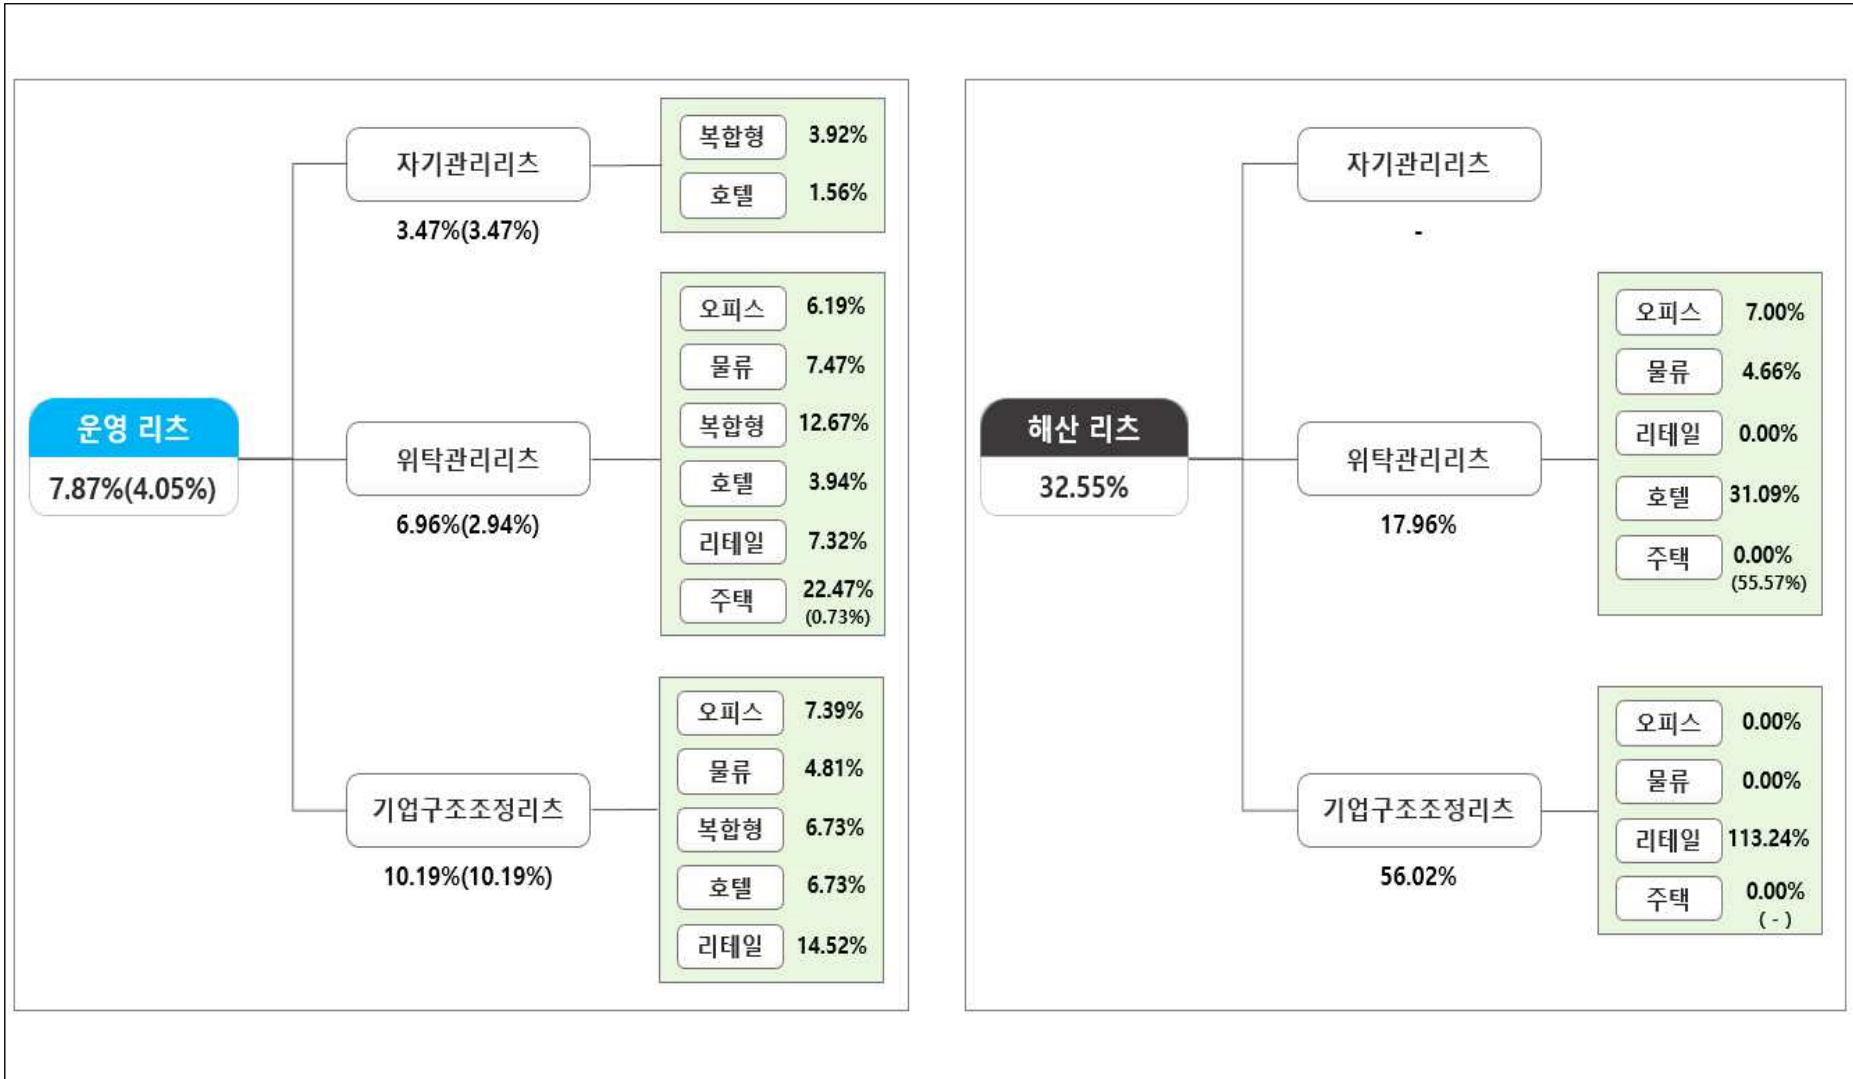 운영 리츠
7.87%(4.05%)
자기관리리츠
3.47%(3.47%)
복합형 3.92%
호텔 1.56%
위탁관리리츠
6.96%(2.94%)
오피스 6.19%
물류 7.47%
복합형 12.67%
호텔 3.94%
리테일 7.32%
주택 22.47%
(0.73%)
기업구조조정리츠
10.19%(10.19%)
오피스 7.39%
물류 4.81%
복합형 6.73%
호텔 6.73%
리테일 14.52%
해산 리츠
32.55%
자기관리리츠
-
위탁관리리츠
17.96%
오피스 7.00%
물류 4.66%
리테일 0.00%
호텔 31.09%
주택 0.00%
(55.57%)
기업구조조정리츠
56.02%
오피스 0.00%
물류 0.00%
리테일 113.24%
주택 0.00%
( - )